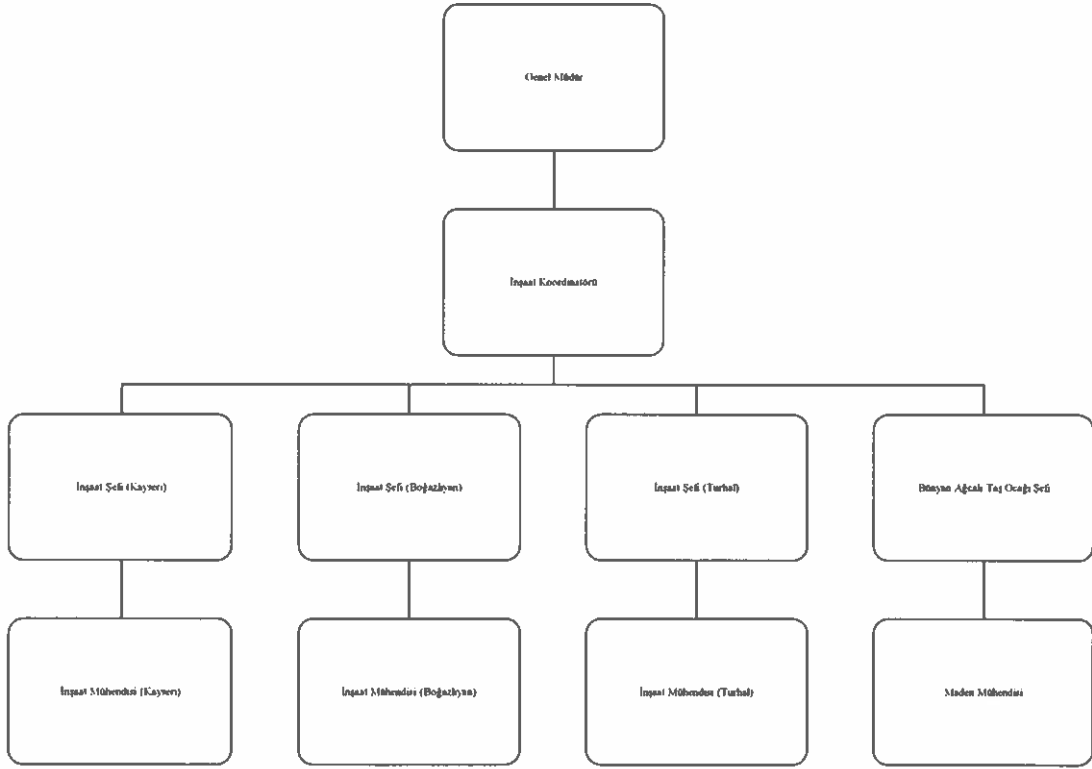 Genel Müdür
İnşaat Koordinatörü
İnşaat Şefi (Kayseri)
İnşaat Şefi (Boğazlıyan)
İnşaat Şefi (Turhal)
Bünyan Ağcalı Taş Ocağı Şefi
İnşaat Mühendisi (Kayseri)
İnşaat Mühendisi (Boğazlıyan)
İnşaat Mühendisi (Turhal)
Maden Mühendisi